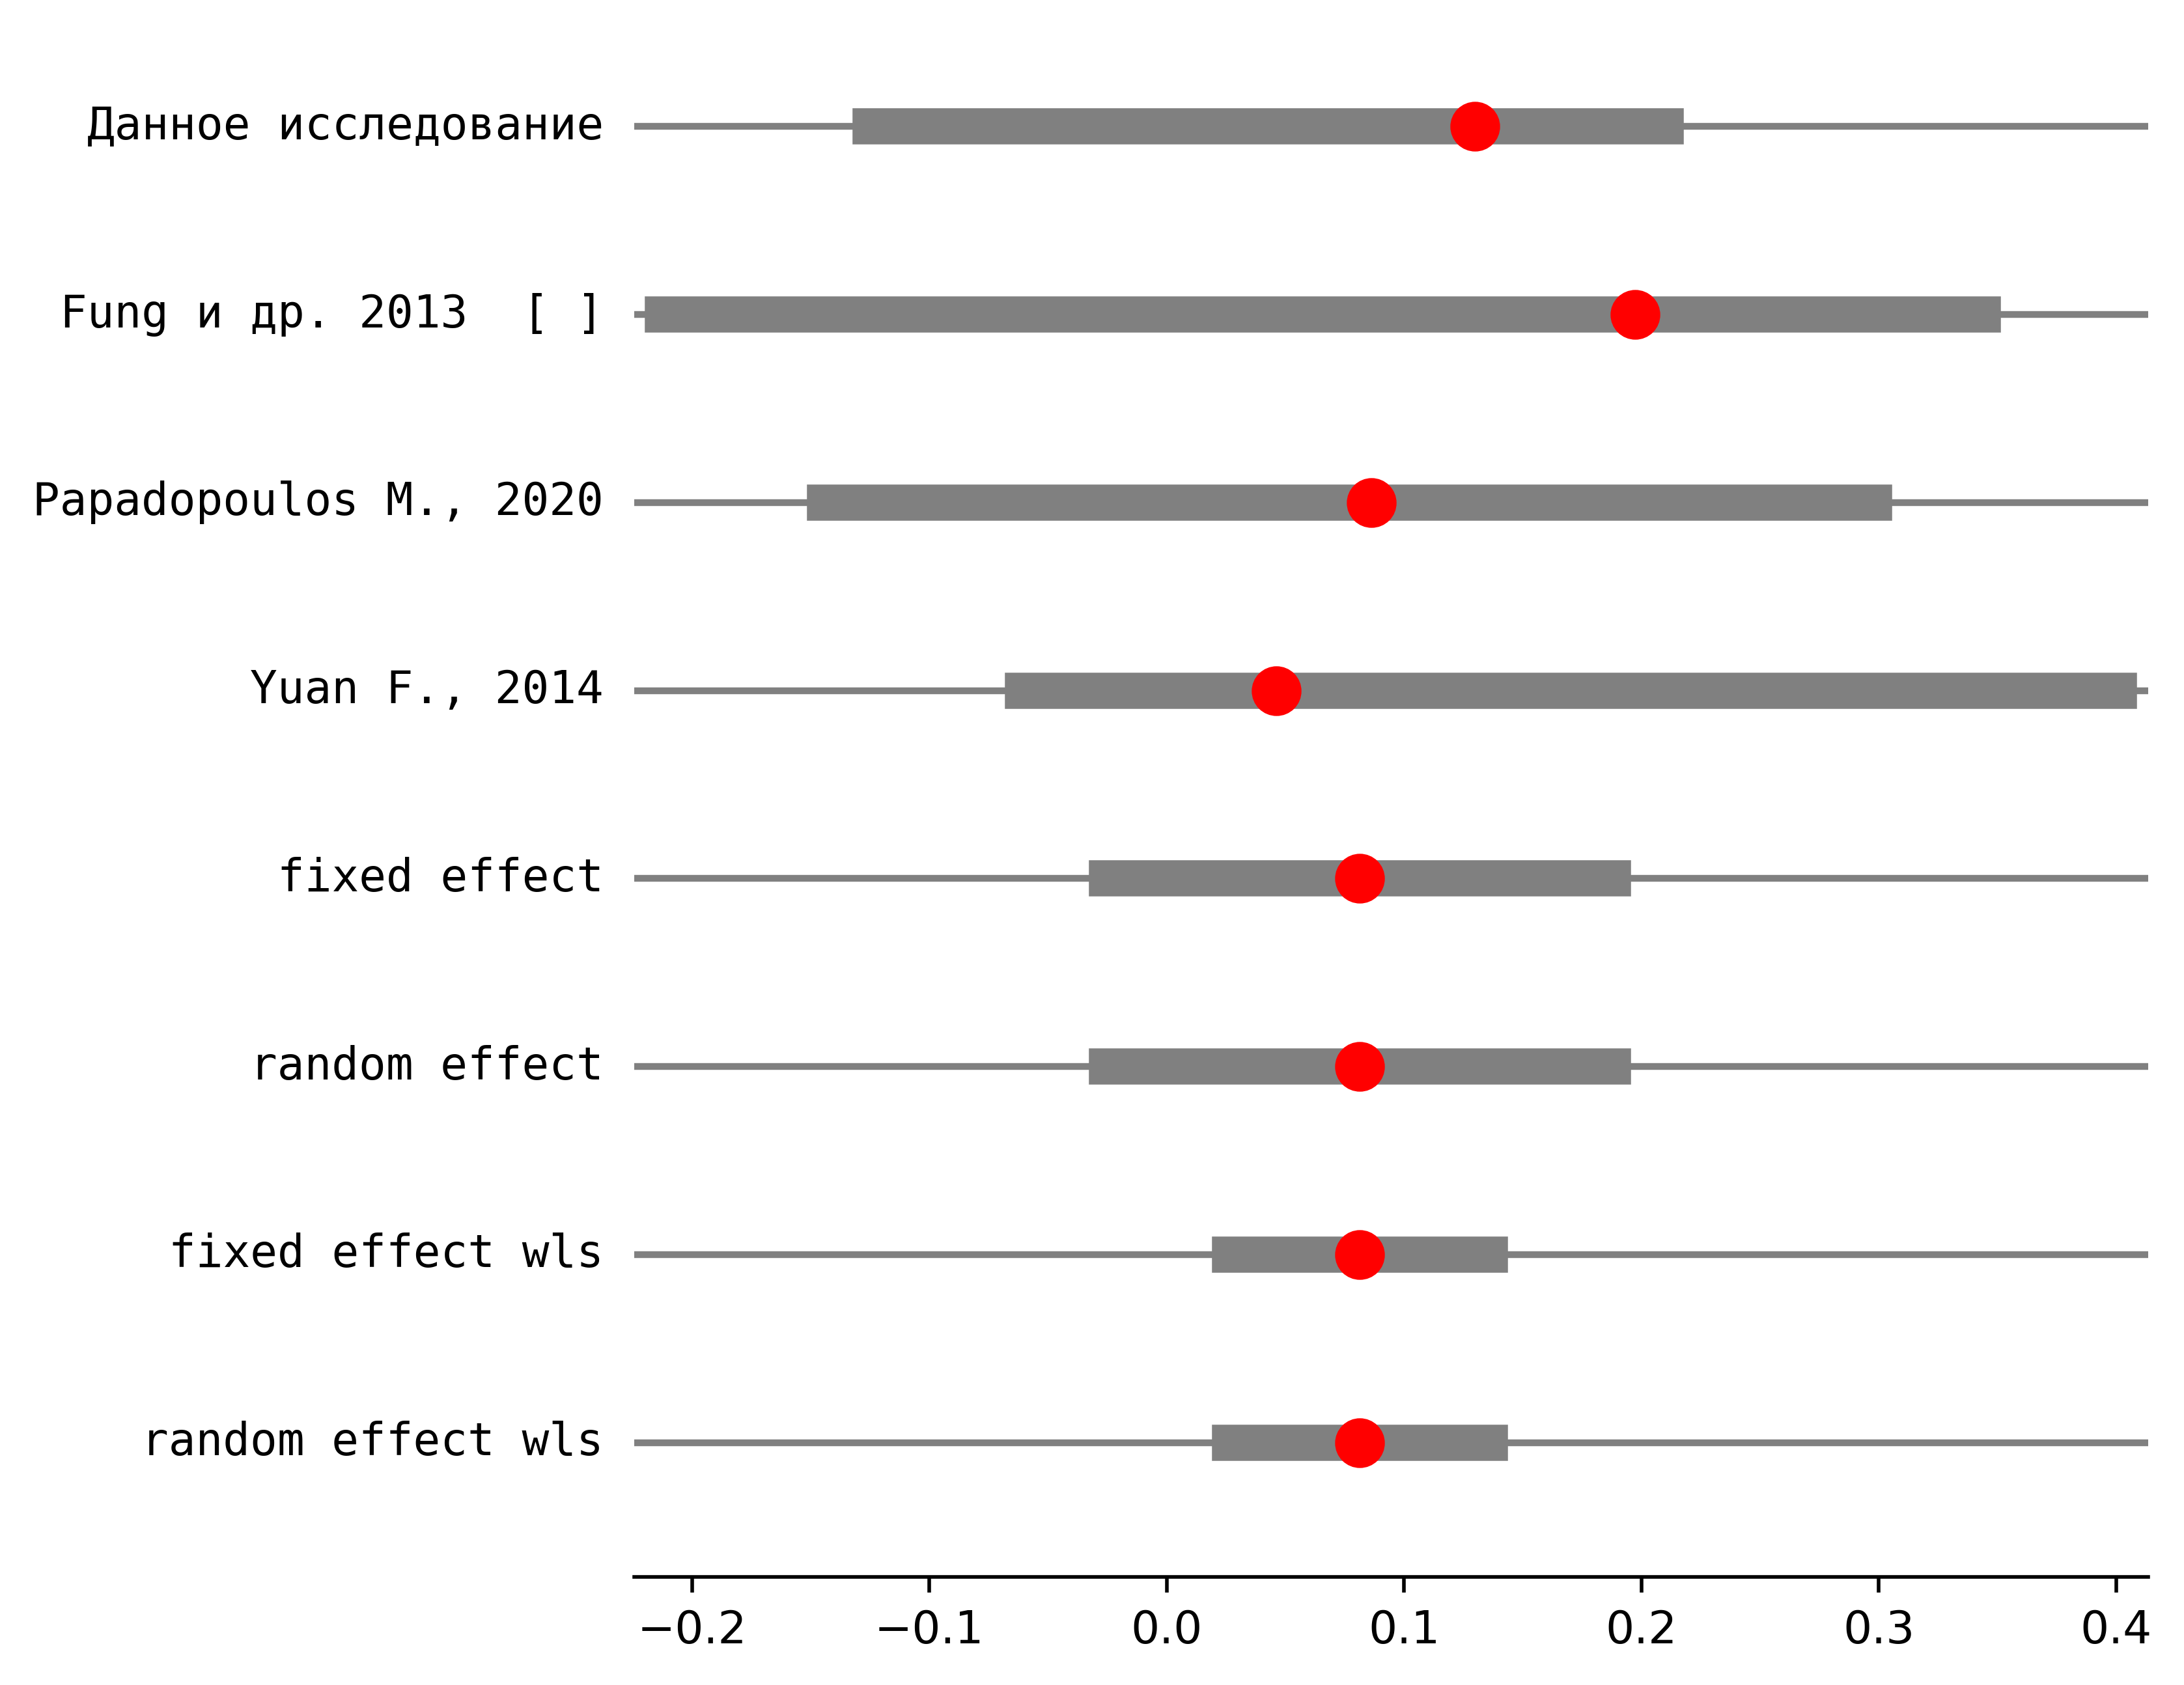 Данное исследование
Fung и др. 2013  [ ]
Papadopoulos M., 2020
Yuan F., 2014
fixed effect
random effect
fixed effect wls
random effect wls
−0.2 −0.1 0.0 0.1 0.2 0.3 0.4